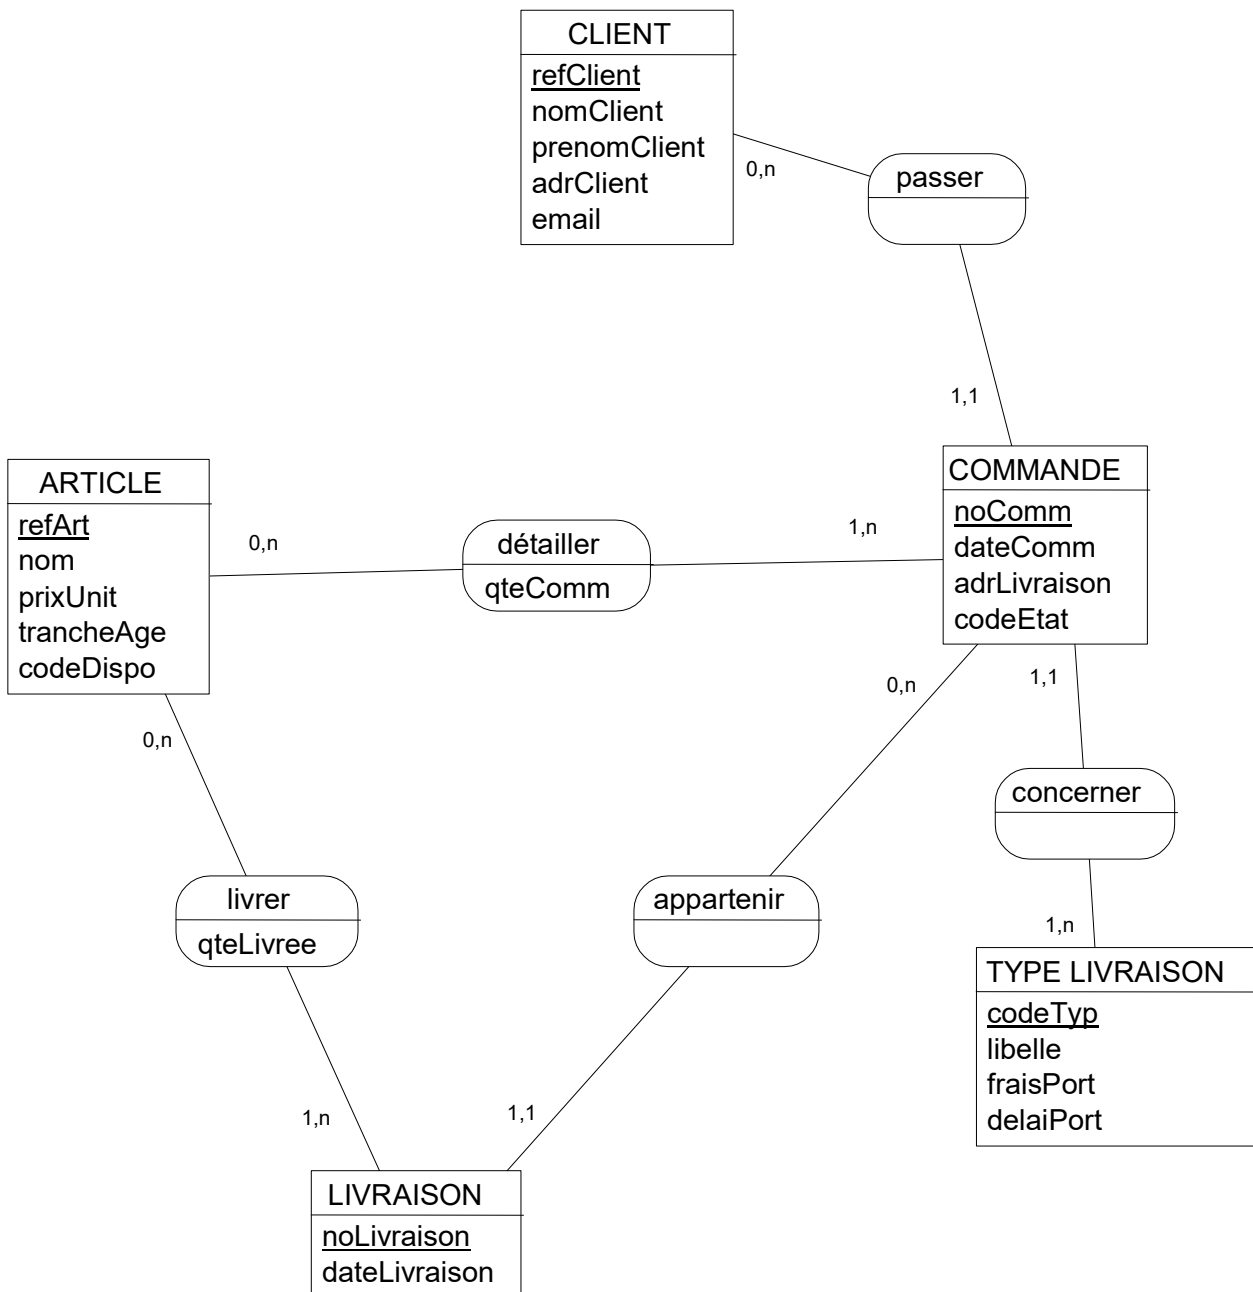 CLIENT
refClient
nomClient
prenomClient
adrClient
email
0,n
passer
1,1
ARTICLE
refArt
nom
prixUnit
trancheAge
codeDispo
0,n
détailler
qteComm
1,n
COMMANDE
noComm
dateComm
adrLivraison
codeEtat
0,n
0,n
1,1
concerner
livrer
qteLivree
appartenir
1,n
TYPE LIVRAISON
codeTyp
libelle
fraisPort
delaiPort
1,n
1,1
LIVRAISON
noLivraison
dateLivraison